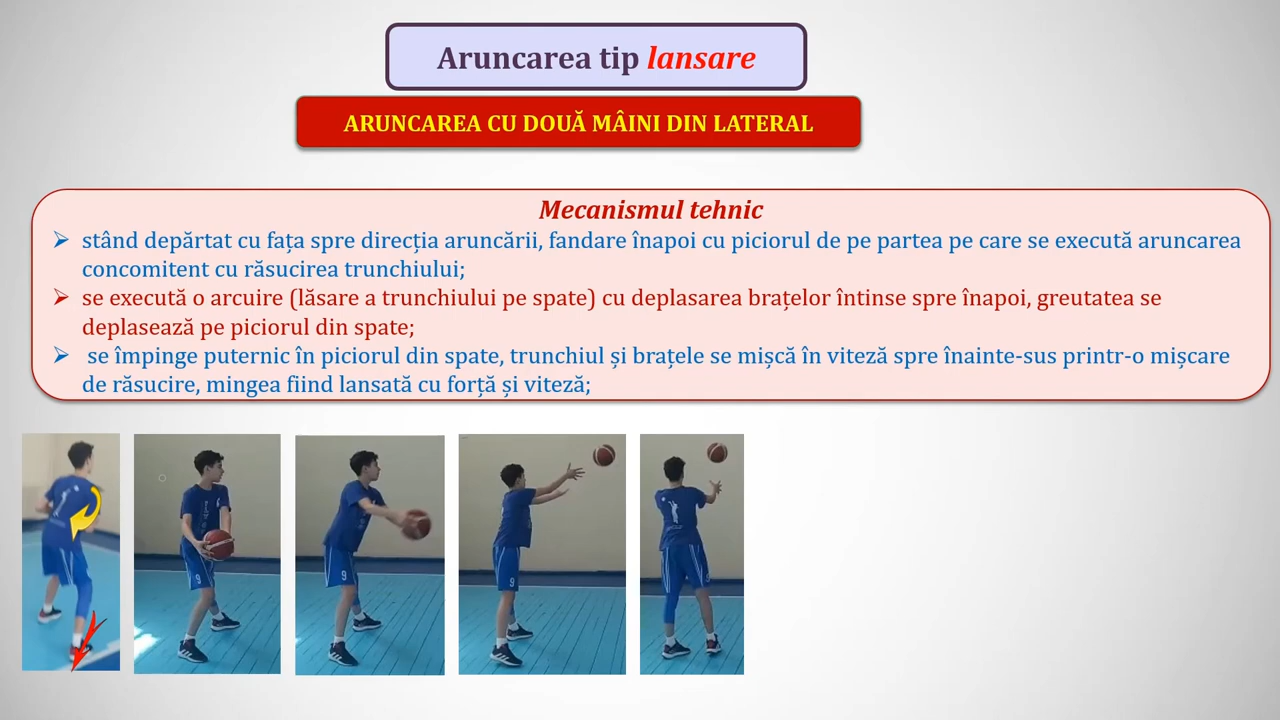 Aruncarea tip lansare
ARUNCAREA CU DOUĂ MÂINI DIN LATERAL
Mecanismul tehnic
➢ stând depărtat cu fața spre direcția aruncării, fandare înapoi cu piciorul de pe partea pe care se execută aruncarea
concomitent cu răsucirea trunchiului;
➢ se execută o arcuire (lăsare a trunchiului pe spate) cu deplasarea brațelor întinse spre înapoi, greutatea se
deplasează pe piciorul din spate;
➢ se împinge puternic în piciorul din spate, trunchiul și brațele se mișcă în viteză spre înainte-sus printr-o mișcare
de răsucire, mingea fiind lansată cu forță și viteză;
9
9
9